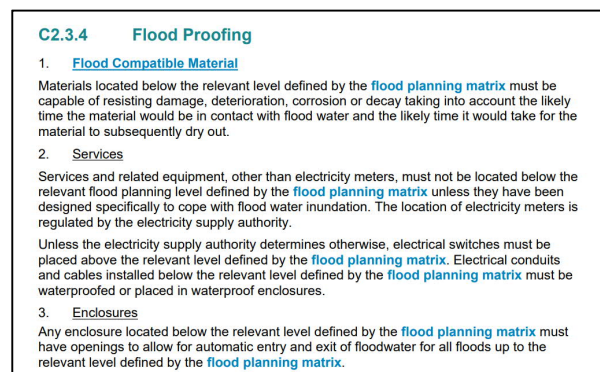 C2.3.4 Flood Proofing
1. Flood Compatible Material
Materials located below the relevant level defined by the flood planning matrix must be
capable of resisting damage, deterioration, corrosion or decay taking into account the likely
time the material would be in contact with flood water and the likely time it would take for the
material to subsequently dry out.
2. Services
Services and related equipment, other than electricity meters, must not be located below the
relevant flood planning level defined by the flood planning matrix unless they have been
designed specifically to cope with flood water inundation. The location of electricity meters is
regulated by the electricity supply authority.
Unless the electricity supply authority determines otherwise, electrical switches must be
placed above the relevant level defined by the flood planning matrix. Electrical conduits
and cables installed below the relevant level defined by the flood planning matrix must be
waterproofed or placed in waterproof enclosures.
3. Enclosures
Any enclosure located below the relevant level defined by the flood planning matrix must
have openings to allow for automatic entry and exit of floodwater for all floods up to the
relevant level defined by the flood planning matrix.